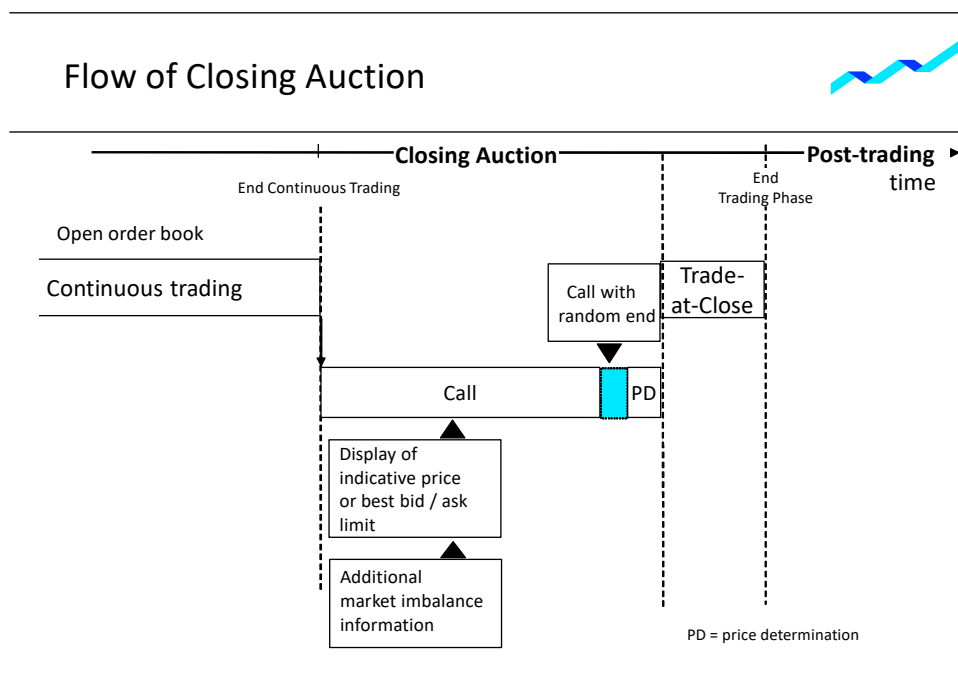 Flow of Closing Auction
Closing Auction
Post-trading
time
End Continuous Trading
End
Trading Phase
Open order book
Continuous trading
Call with
random end
Trade-
at-Close
Call
PD
Display of
indicative price
or best bid / ask
limit
Additional
market imbalance
information
PD = price determination